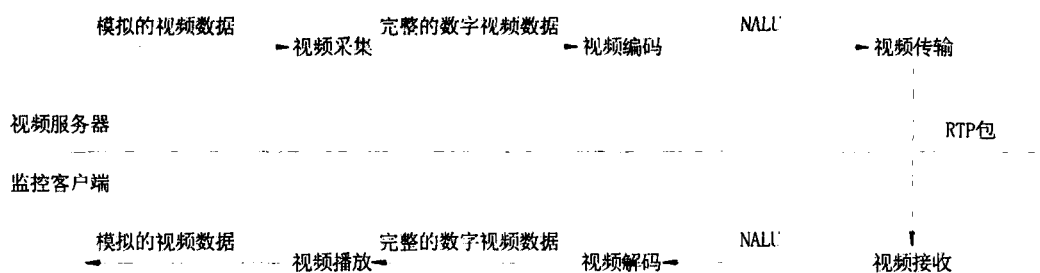 模拟的视频数据
视频采集
完整的数字视频数据
视频编码
NALU
视频传输
视频服务器
RTP包
监控客户端
模拟的视频数据
视频播放
完整的数字视频数据
视频解码
NALU
视频接收